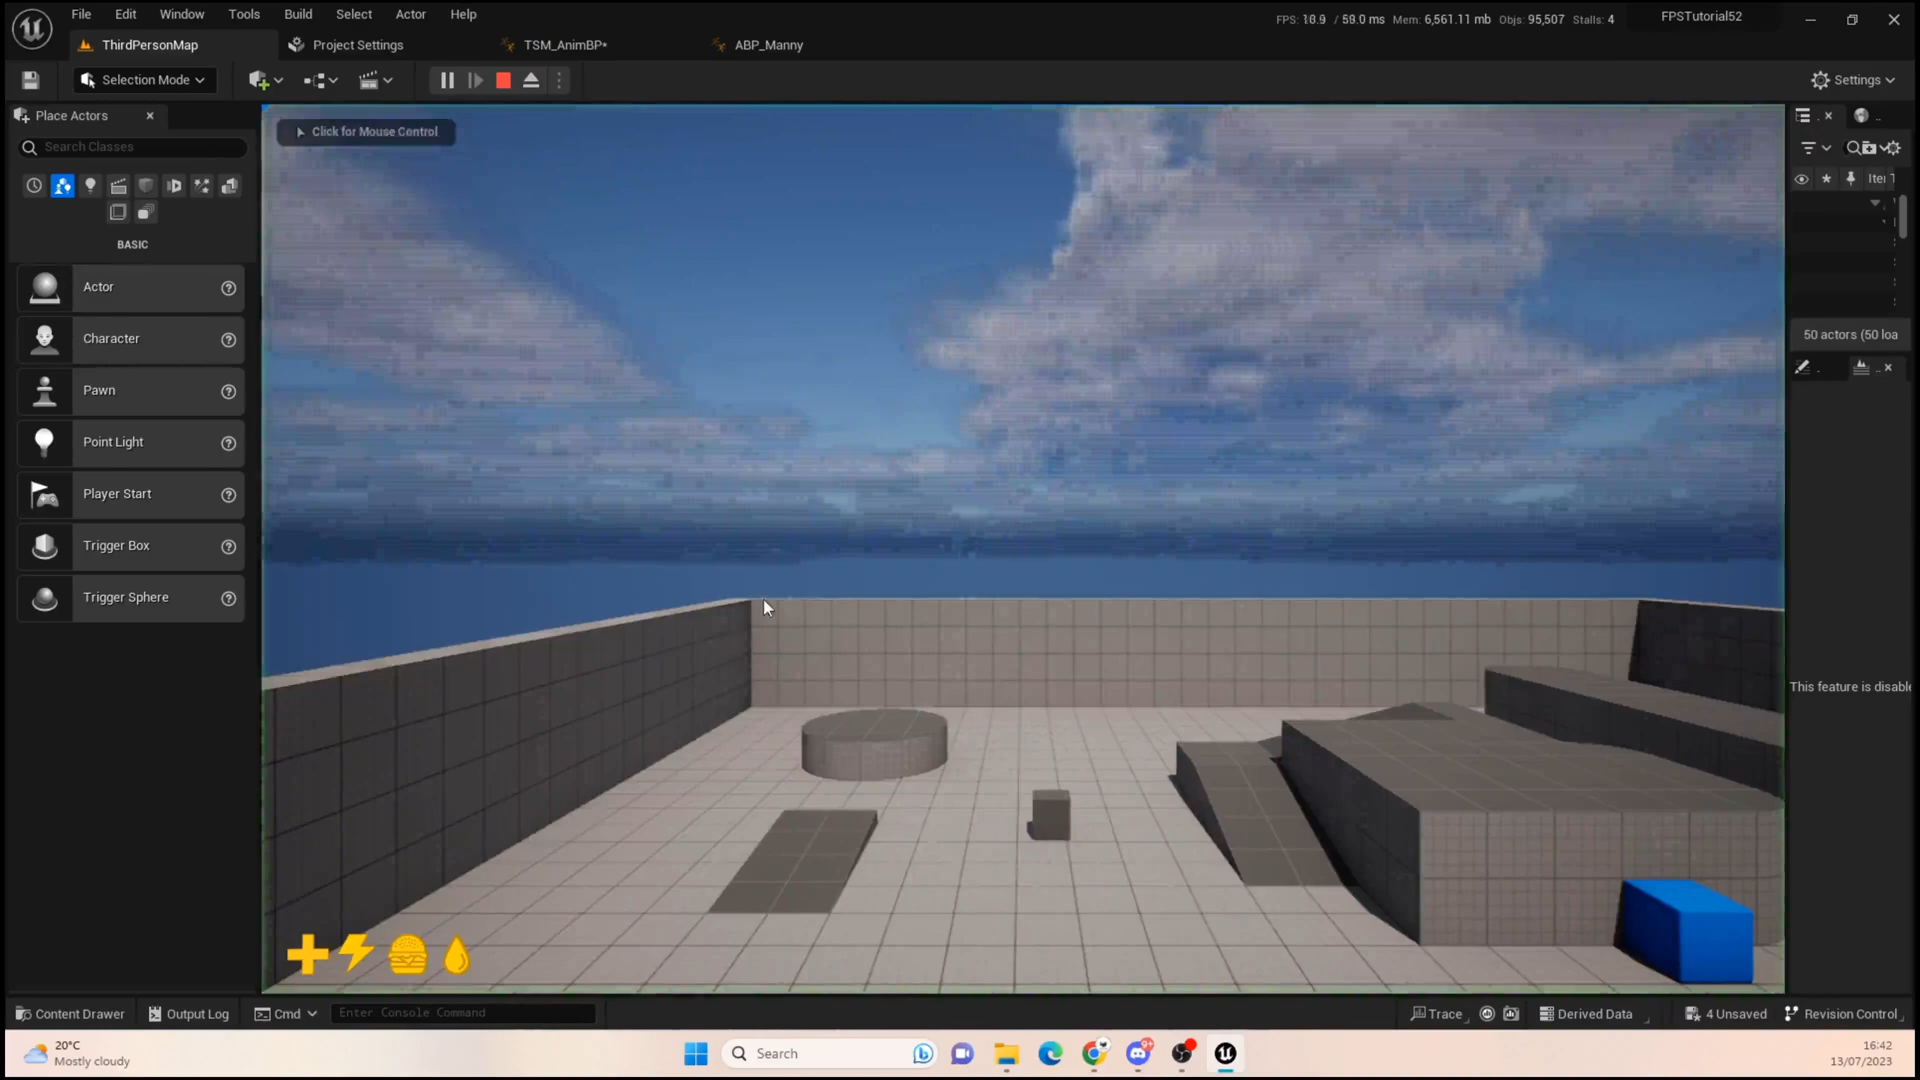 File Edit Window Tools Build Select Actor Help
FPS: 10.9 / 59.0 ms Mem: 6,561.11 mb Objs: 95,507 Stalls: 4
FPSTutorial52
ThirdPersonMap
Project Settings
TSM_AnimBP*
ABP_Manny
Selection Mode
Settings
Place Actors
Click for Mouse Control
Search Classes
BASIC
Actor
Character
Pawn
Point Light
Player Start
Trigger Box
Trigger Sphere
50 actors (50 loa
This feature is disable
Content Drawer
Output Log
Cmd
Enter Console Command
Trace
Derived Data
4 Unsaved
Revision Control
20°C
Mostly cloudy
Search
16:42
13/07/2023